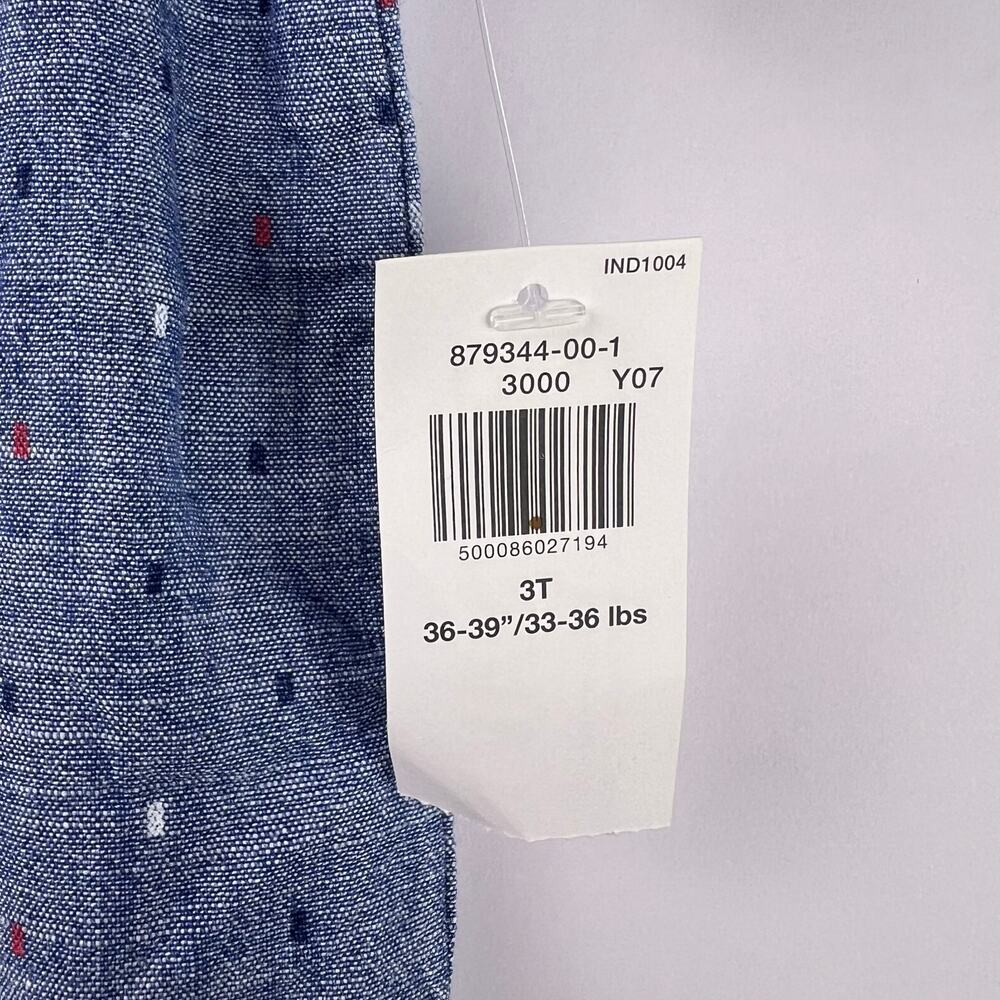 IND1004
879344-00-1
3000 Y07
500086027194
3T
36-39”/33-36 lbs